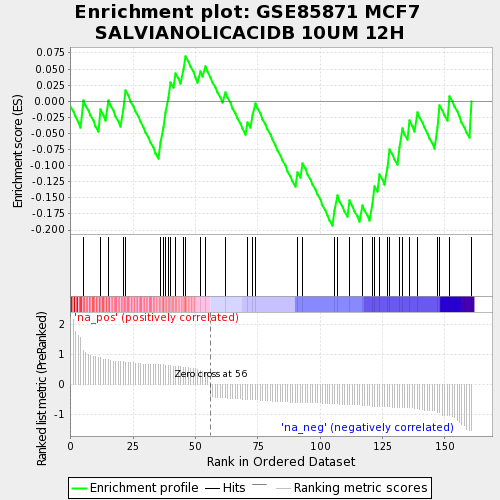 Enrichment plot: GSE85871 MCF7
SALVIANOLICACIDB 10UM 12H
Enrichment score (ES)
0.075
0.050
0.025
0.000
-0.025
-0.050
-0.075
-0.100
-0.125
-0.150
-0.175
-0.200
'na_pos' (positively correlated)
Ranked list metric (PreRanked)
2
1
0
-1
Zero cross at 56
'na_neg' (negatively correlated)
0 25 50 75 100 125 150
Rank in Ordered Dataset
Enrichment profile Hits Ranking metric scores